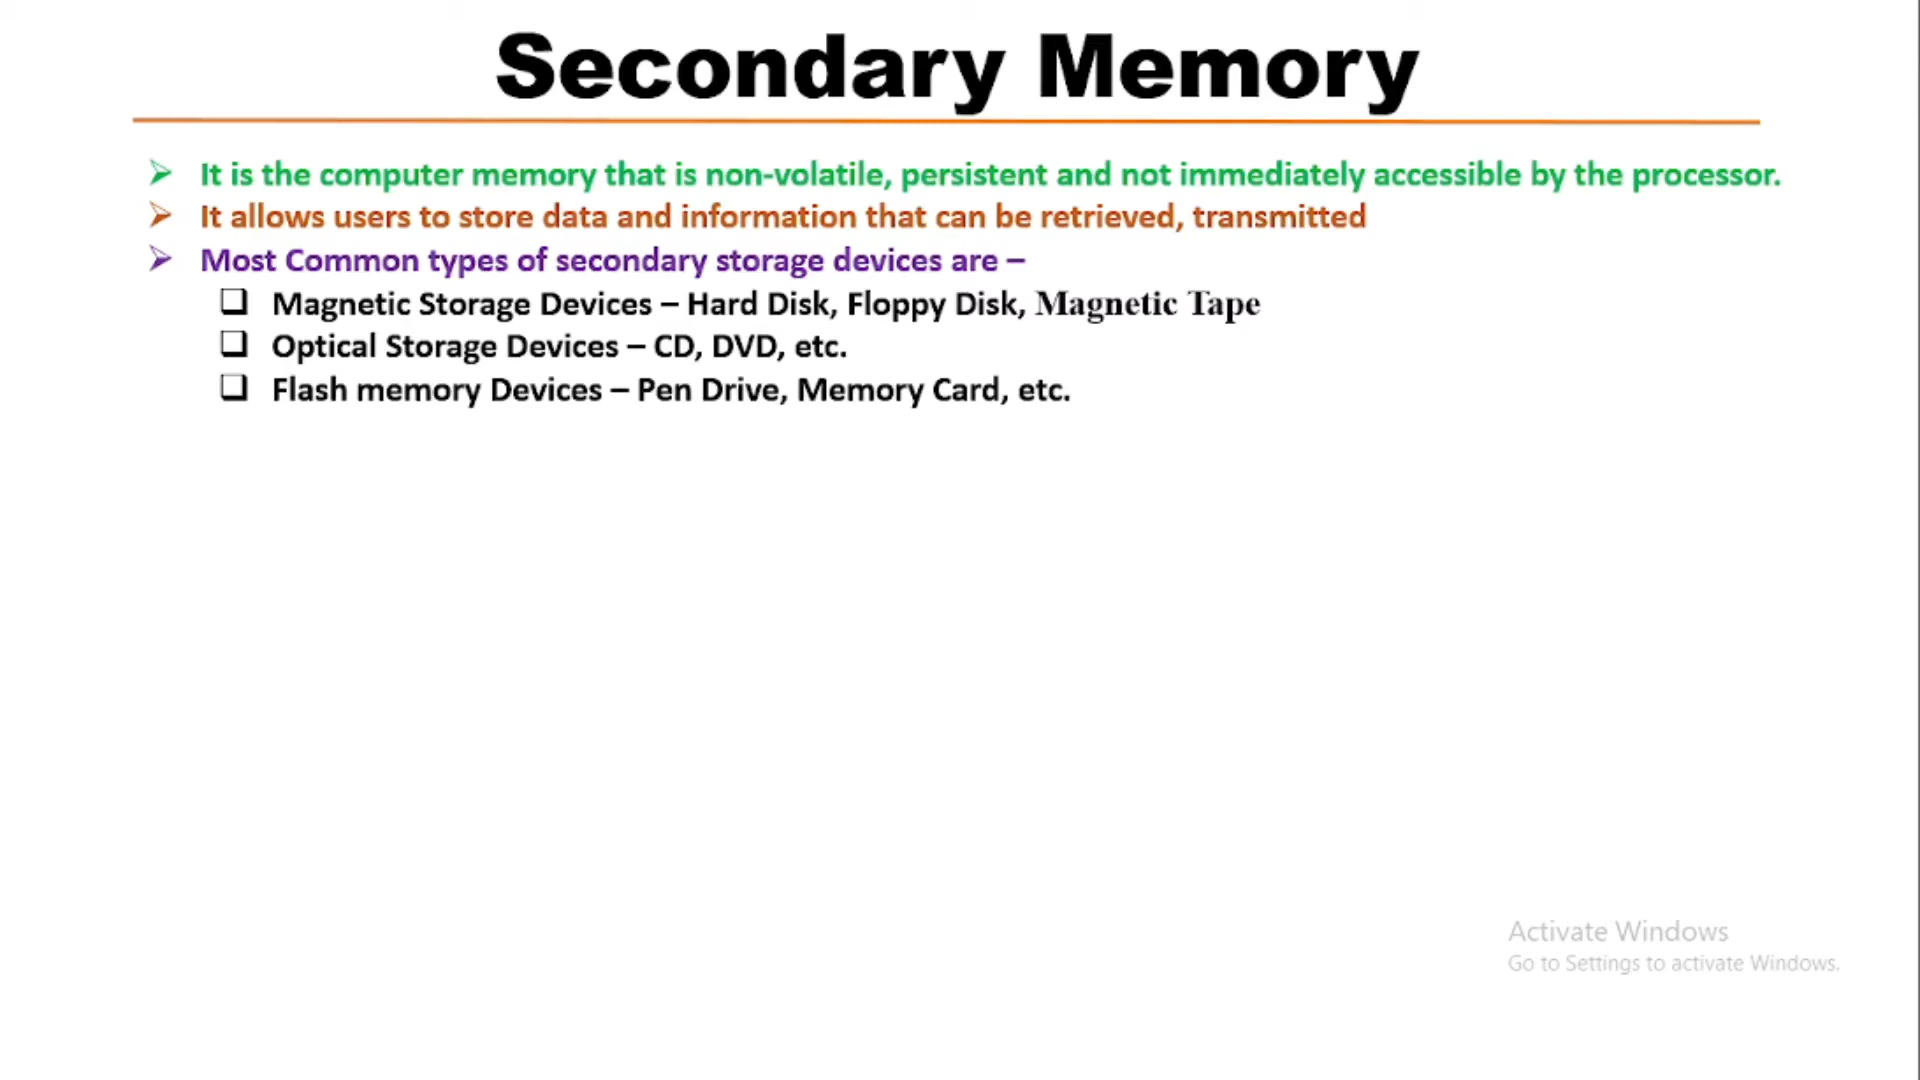 Secondary Memory
It is the computer memory that is non-volatile, persistent and not immediately accessible by the processor.
It allows users to store data and information that can be retrieved, transmitted
Most Common types of secondary storage devices are –
Magnetic Storage Devices – Hard Disk, Floppy Disk, Magnetic Tape
Optical Storage Devices – CD, DVD, etc.
Flash memory Devices – Pen Drive, Memory Card, etc.
Activate Windows
Go to Settings to activate Windows.